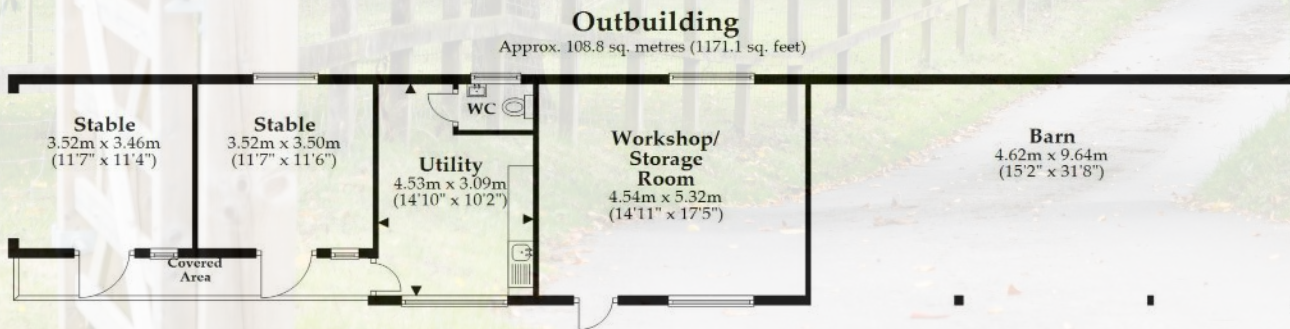 Outbuilding
Approx. 108.8 sq. metres (1171.1 sq. feet)
Stable
3.52m x 3.46m
(11'7" x 11'4")
Stable
3.52m x 3.50m
(11'7" x 11'6")
WC
Utility
4.53m x 3.09m
(14'10" x 10'2")
Workshop/
Storage
Room
4.54m x 5.32m
(14'11" x 17'5")
Barn
4.62m x 9.64m
(15'2" x 31'8")
Covered
Area